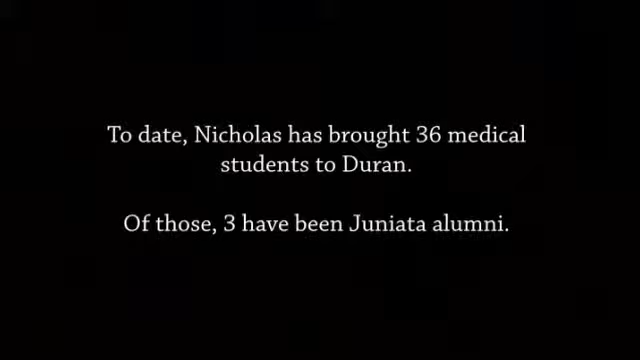 To date, Nicholas has brought 36 medical
students to Duran.
Of those, 3 have been Juniata alumni.